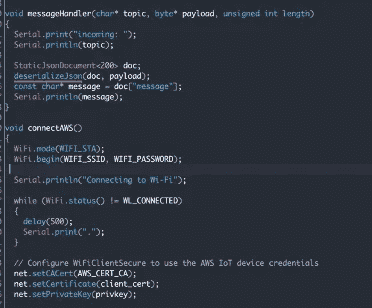 void messageHandler(char* topic, byte* payload, unsigned int length)
{
Serial.print("incoming: ");
Serial.println(topic);
StaticJsonDocument<200> doc;
deserializeJson(doc, payload);
const char* message = doc["message"];
Serial.println(message);
}
void connectAWS()
{
WiFi.mode(WIFI_STA);
WiFi.begin(WIFI_SSID, WIFI_PASSWORD);
Serial.println("Connecting to Wi-Fi");
while (WiFi.status() != WL_CONNECTED)
{
delay(500);
Serial.print(".");
}
// Configure WiFiClientSecure to use the AWS IoT device credentials
net.setCACert(AWS_CERT_CA);
net.setCertificate(client_cert);
net.setPrivateKey(privkey);